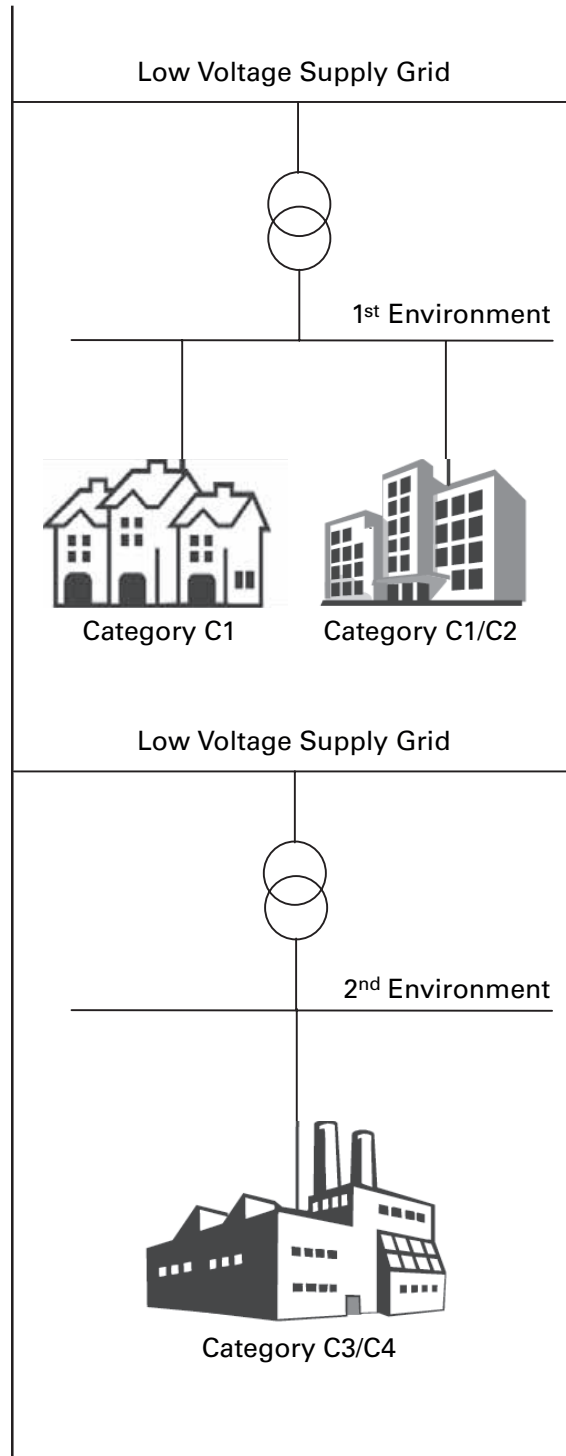 Low Voltage Supply Grid
1st Environment
Category C1
Category C1/C2
Low Voltage Supply Grid
2nd Environment
Category C3/C4